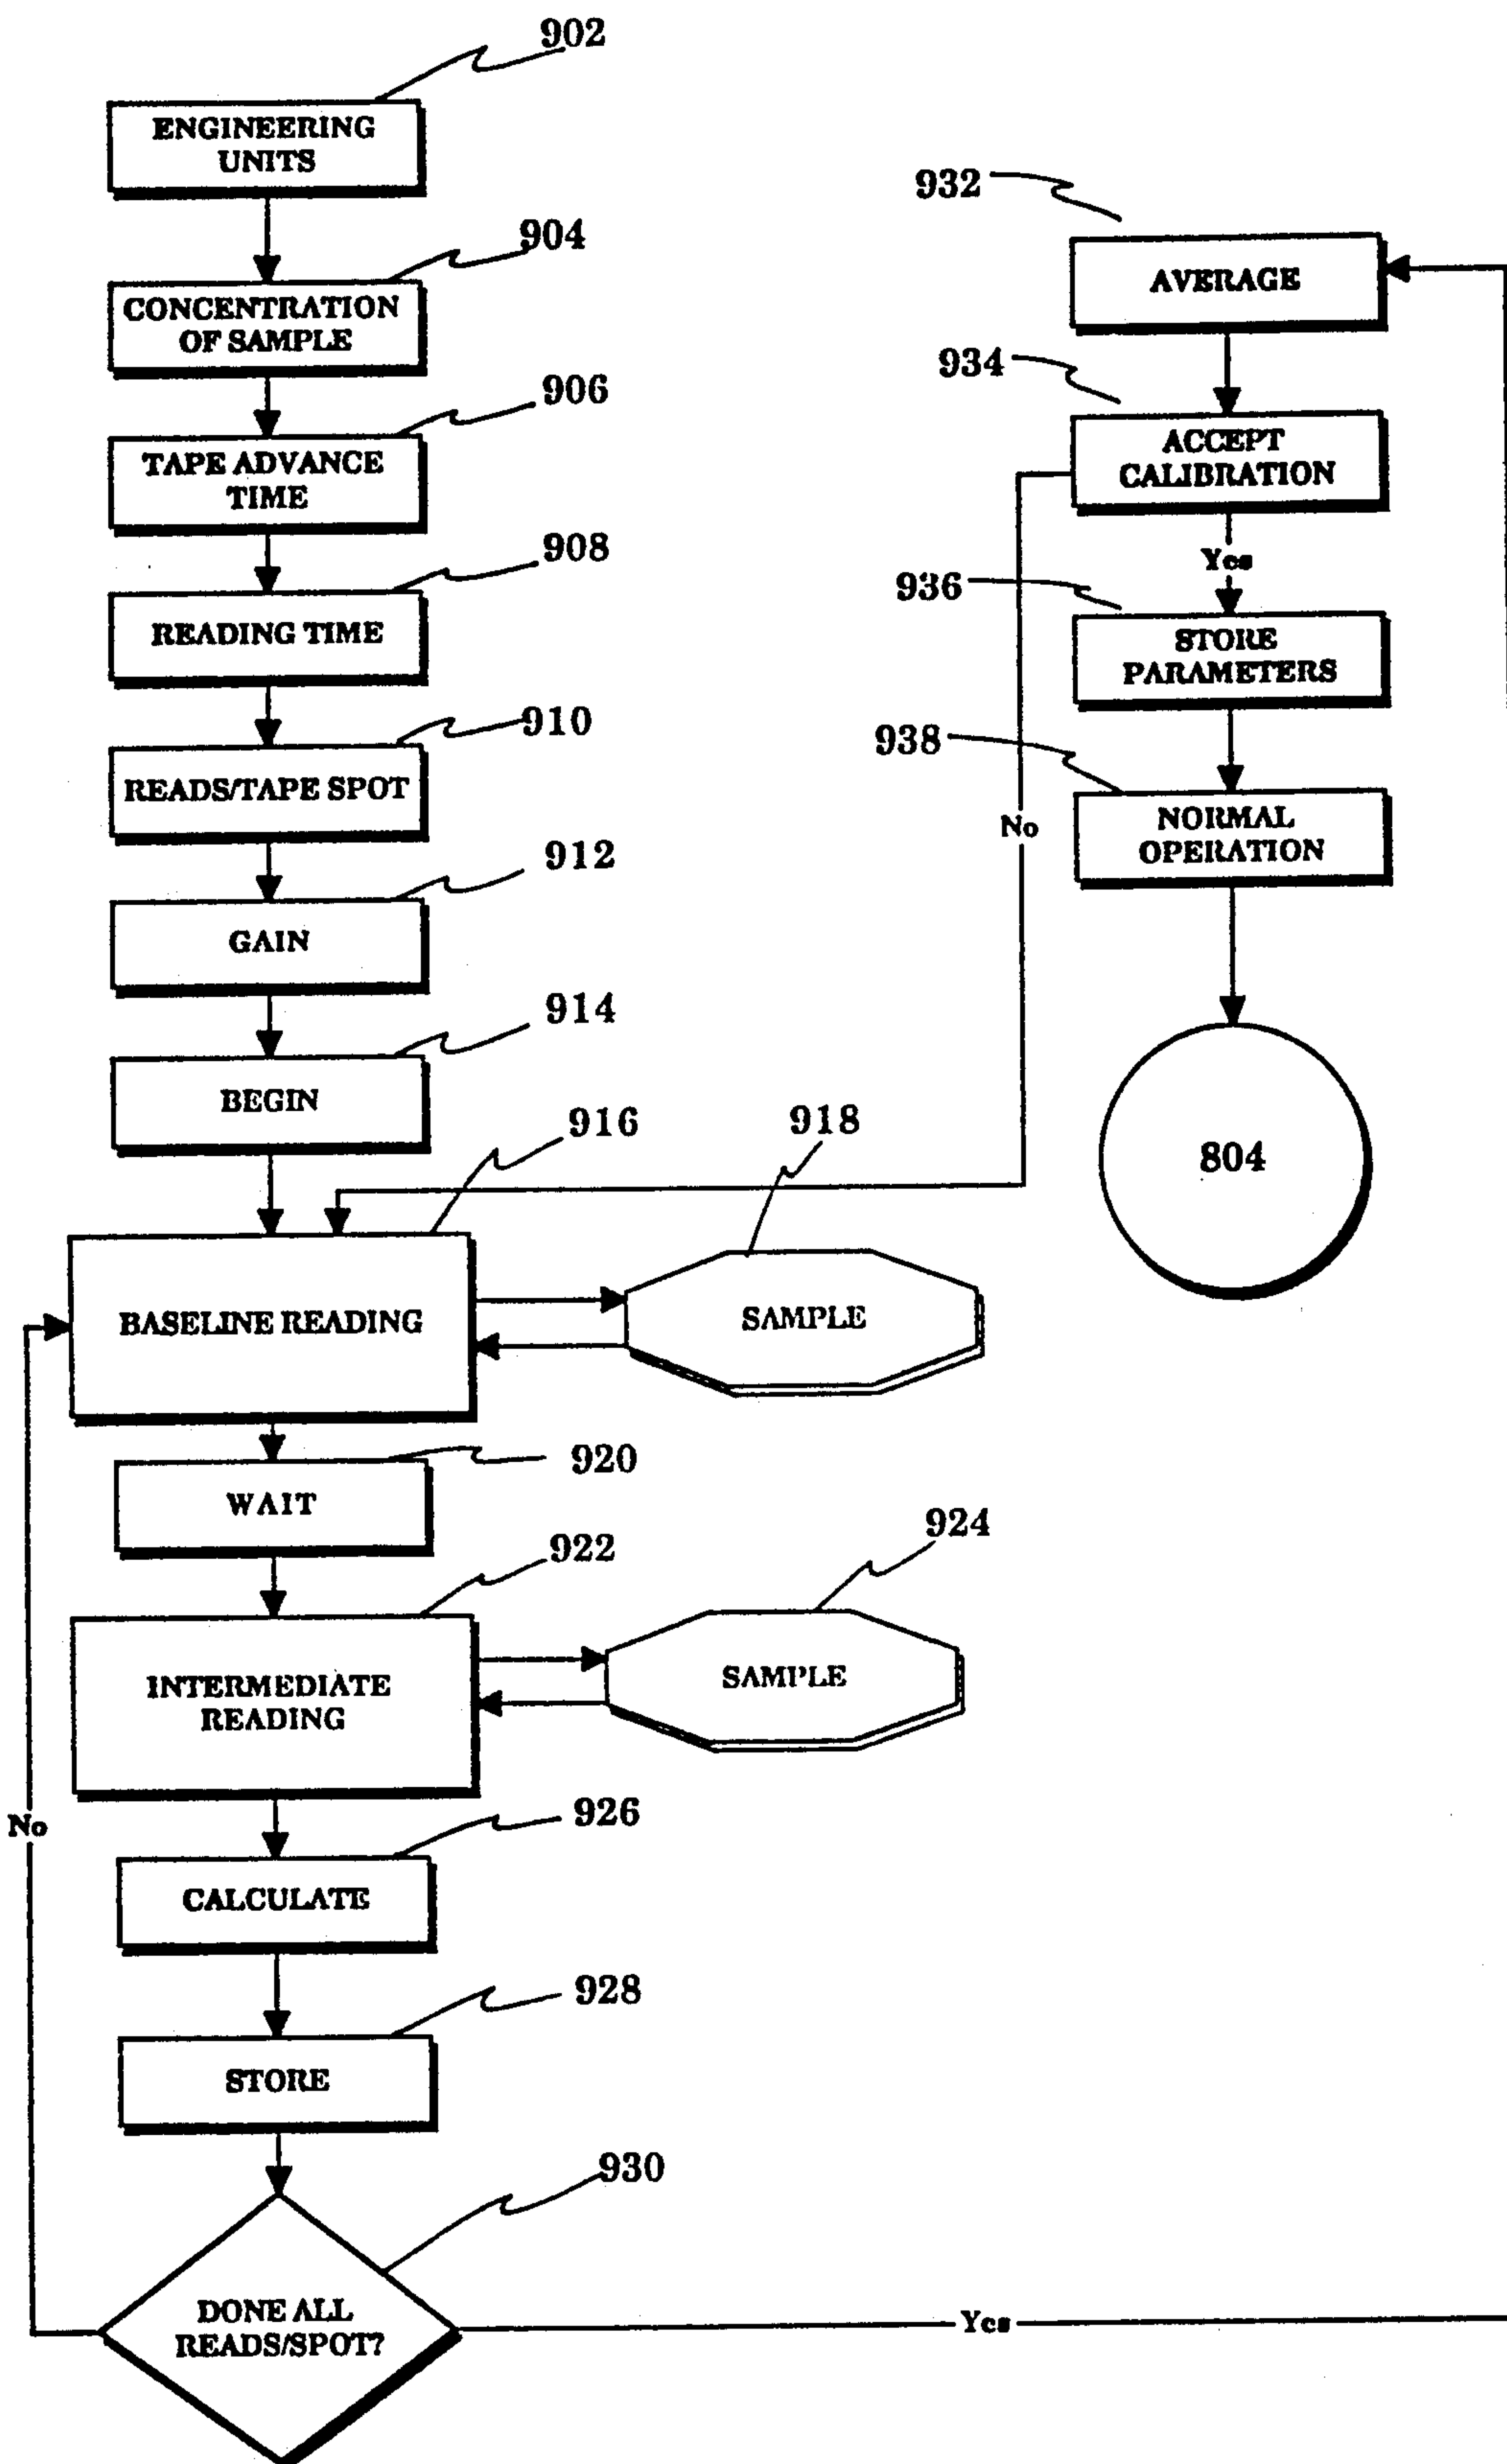 902
ENGINEERING
UNITS
904
CONCENTRATION
OF SAMPLE
906
TAPE ADVANCE
TIME
908
READING TIME
910
READS/TAPE SPOT
912
GAIN
914
BEGIN
916
BASELINE READING
918
SAMPLE
920
WAIT
922
INTERMEDIATE
READING
924
SAMPLE
926
CALCULATE
928
STORE
930
DONE ALL
READS/SPOT?
No
Yes
932
AVERAGE
934
ACCEPT
CALIBRATION
No
Yes
936
STORE
PARAMETERS
938
NORMAL
OPERATION
804